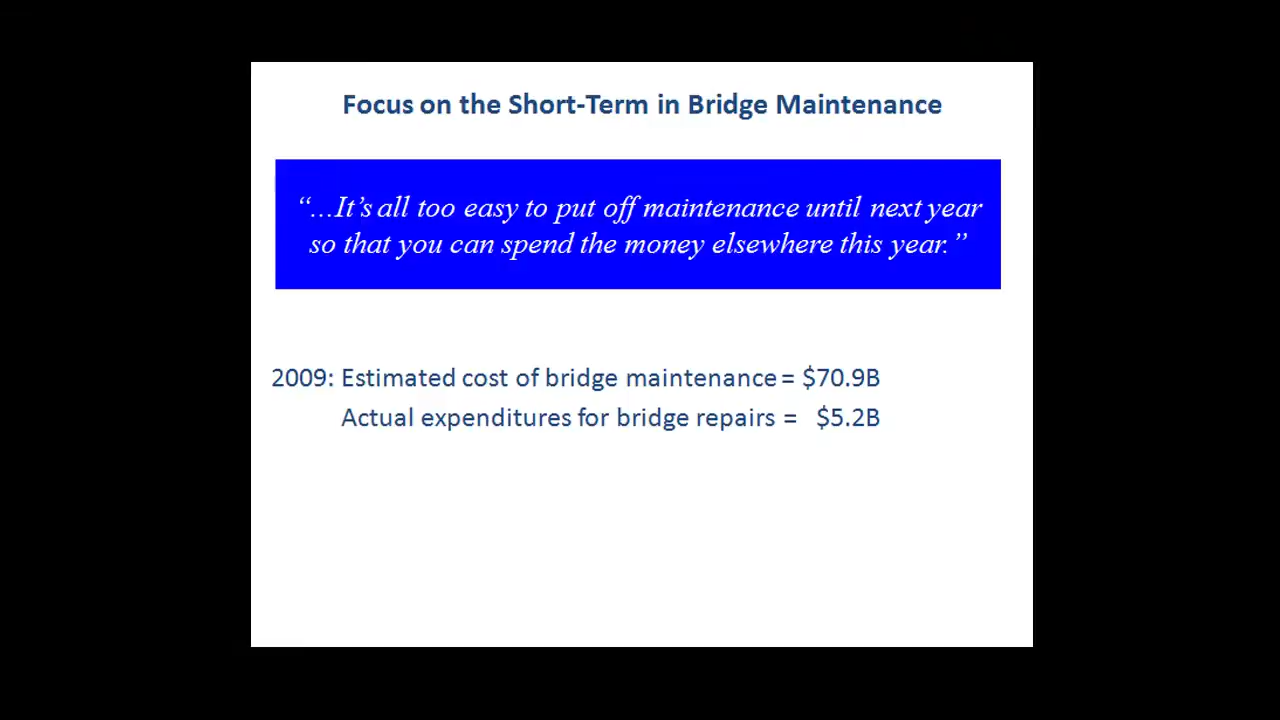 Focus on the Short-Term in Bridge Maintenance
“…It’s all too easy to put off maintenance until next year
so that you can spend the money elsewhere this year.”
2009: Estimated cost of bridge maintenance = $70.9B
Actual expenditures for bridge repairs = $5.2B